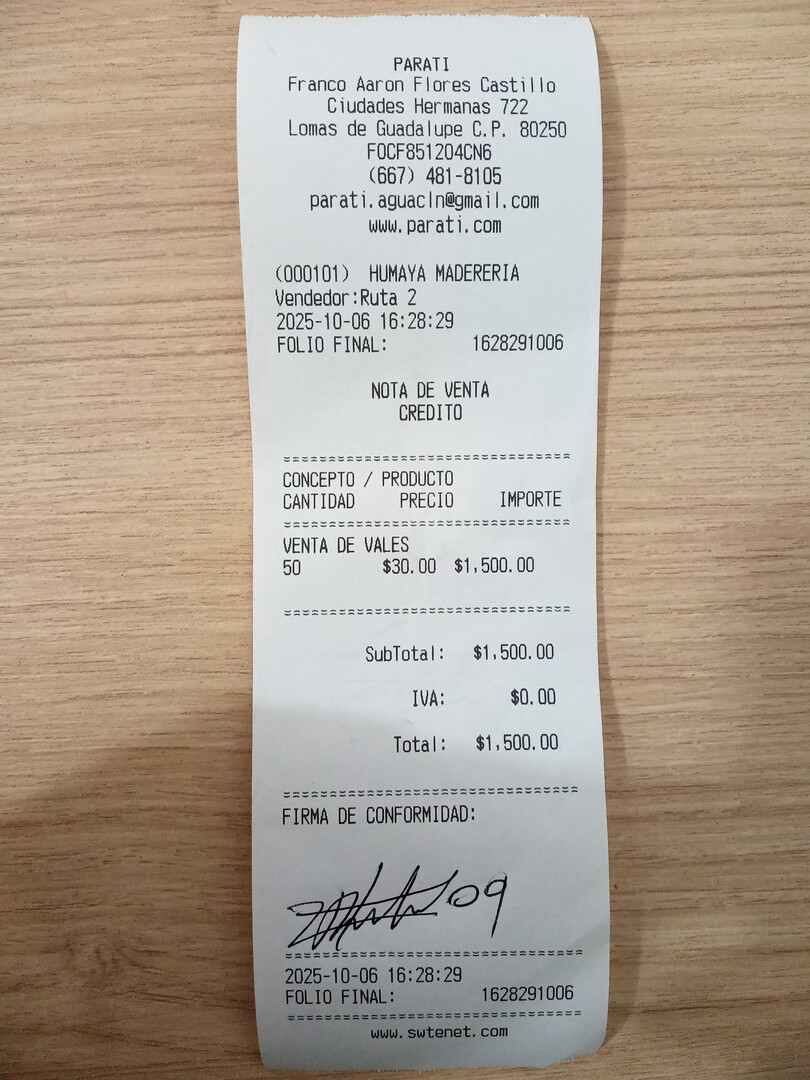 PARATI
Franco Aaron Flores Castillo
Ciudades Hermanas 722
Lomas de Guadalupe C.P. 80250
FOCF851204CN6
(667) 481-8105
parati.aguacln@gmail.com
www.parati.com
(000101) HUMAYA MADERERIA
Vendedor:Ruta 2
2025-10-06 16:28:29
FOLIO FINAL: 1628291006
NOTA DE VENTA
CREDITO
CONCEPTO / PRODUCTO
CANTIDAD PRECIO IMPORTE
VENTA DE VALES
50 $30.00 $1,500.00
SubTotal: $1,500.00
IVA: $0.00
Total: $1,500.00
FIRMA DE CONFORMIDAD:
09
2025-10-06 16:28:29
FOLIO FINAL: 1628291006
www.swtenet.com